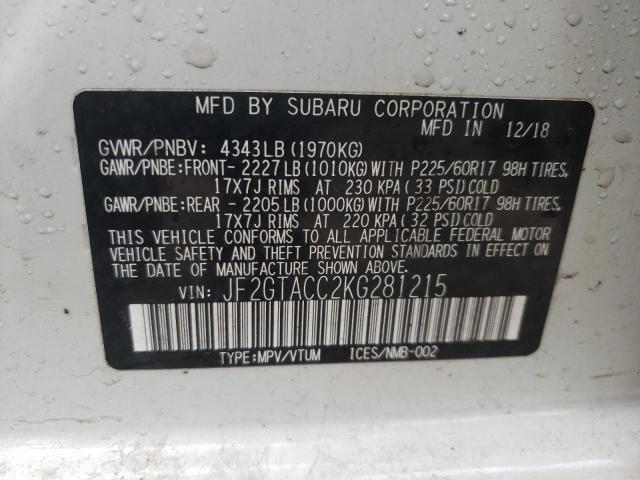 MFD BY SUBARU CORPORATION
MFD IN 12/18
GVWR/PNBV: 4343LB (1970KG)
GAWR/PNBE:FRONT- 2227LB (1010KG) WITH P225/60R17 98H TIRES,
17X7J RIMS AT 230 KPA (33 PSI) COLD
GAWR/PNBE:REAR - 2205LB (1000KG) WITH P225/60R17 98H TIRES,
17X7J RIMS AT 220 KPA (32 PSI) COLD
THIS VEHICLE CONFORMS TO ALL APPLICABLE FEDERAL MOTOR
VEHICLE SAFETY AND THEFT PREVENTION STANDARDS IN EFFECT ON
THE DATE OF MANUFACTURE SHOWN ABOVE.
VIN: JF2GTACC2KG281215
TYPE:MPV/VTUM ICES/NMB-002